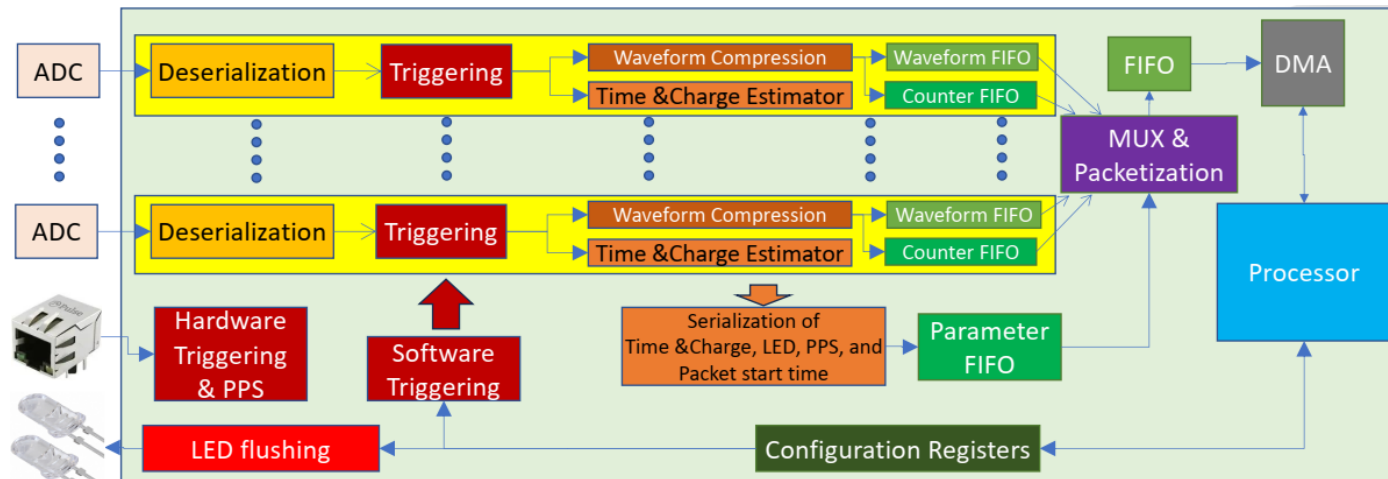 ADC
Deserialization
Triggering
Waveform Compression
Time &Charge Estimator
Waveform FIFO
Counter FIFO
FIFO
DMA
MUX &
Packetization
ADC
Deserialization
Triggering
Waveform Compression
Time &Charge Estimator
Waveform FIFO
Counter FIFO
Processor
Pulse
Hardware
Triggering
& PPS
Software
Triggering
Serialization of
Time &Charge, LED, PPS, and
Packet start time
Parameter
FIFO
LED flushing
Configuration Registers